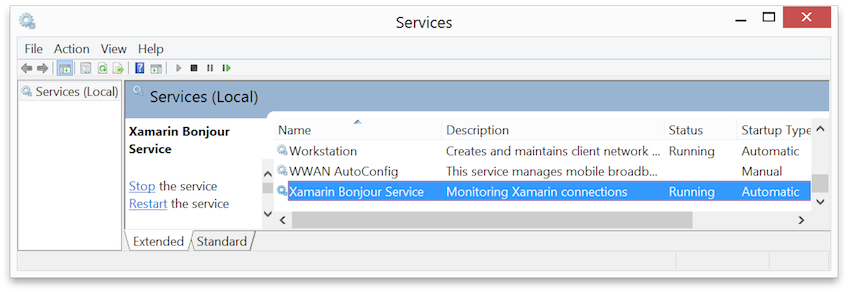 Services
File Action View Help
Services (Local)
Services (Local)
Xamarin Bonjour
Service
Stop the service
Restart the service
Name Description Status Startup Type
Workstation Creates and maintains client network ... Running Automatic
WWAN AutoConfig This service manages mobile broadb... Manual
Xamarin Bonjour Service Monitoring Xamarin connections Running Automatic
Extended Standard